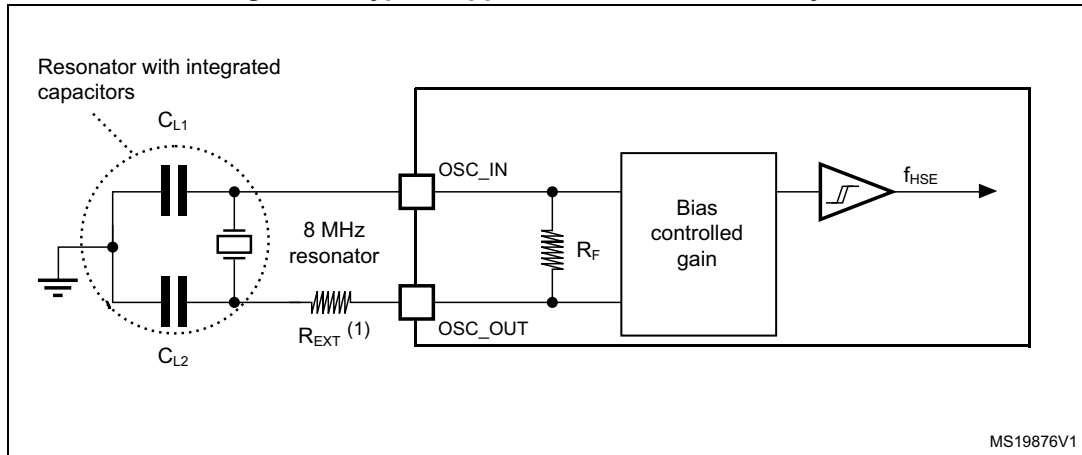 Resonator with integrated
capacitors
CL1
OSC_IN
fHSE
8 MHz
resonator
RF
Bias
controlled
gain
REXT (1)
OSC_OUT
CL2
MS19876V1